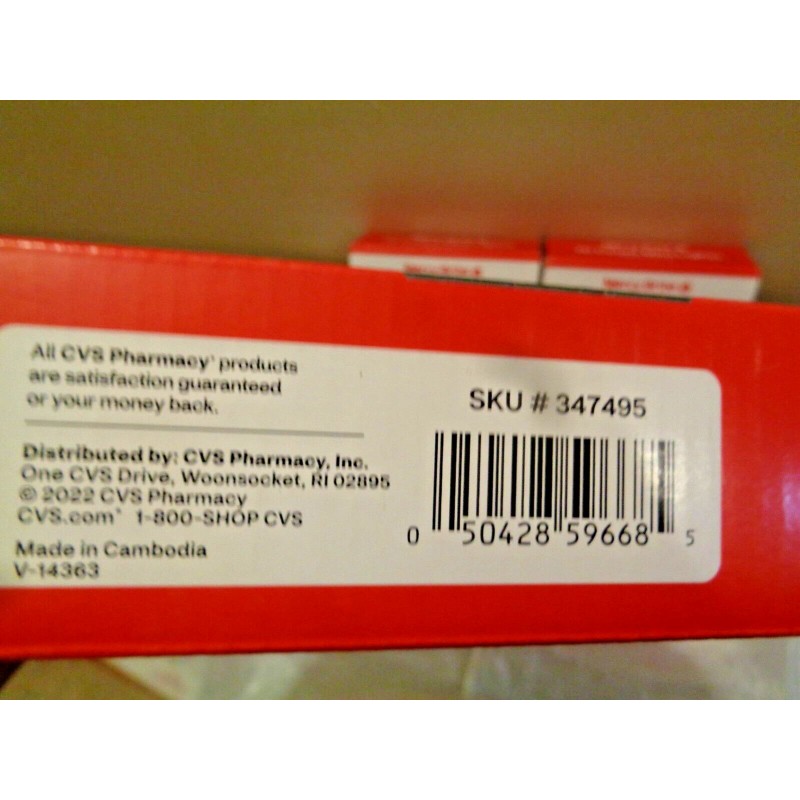 All CVS Pharmacy® products
are satisfaction guaranteed
or your money back.
Distributed by: CVS Pharmacy, Inc.
One CVS Drive, Woonsocket, RI 02895
© 2022 CVS Pharmacy
CVS.com® 1-800-SHOP CVS
Made in Cambodia
V-14363
SKU # 347495
0 50428 59668 5